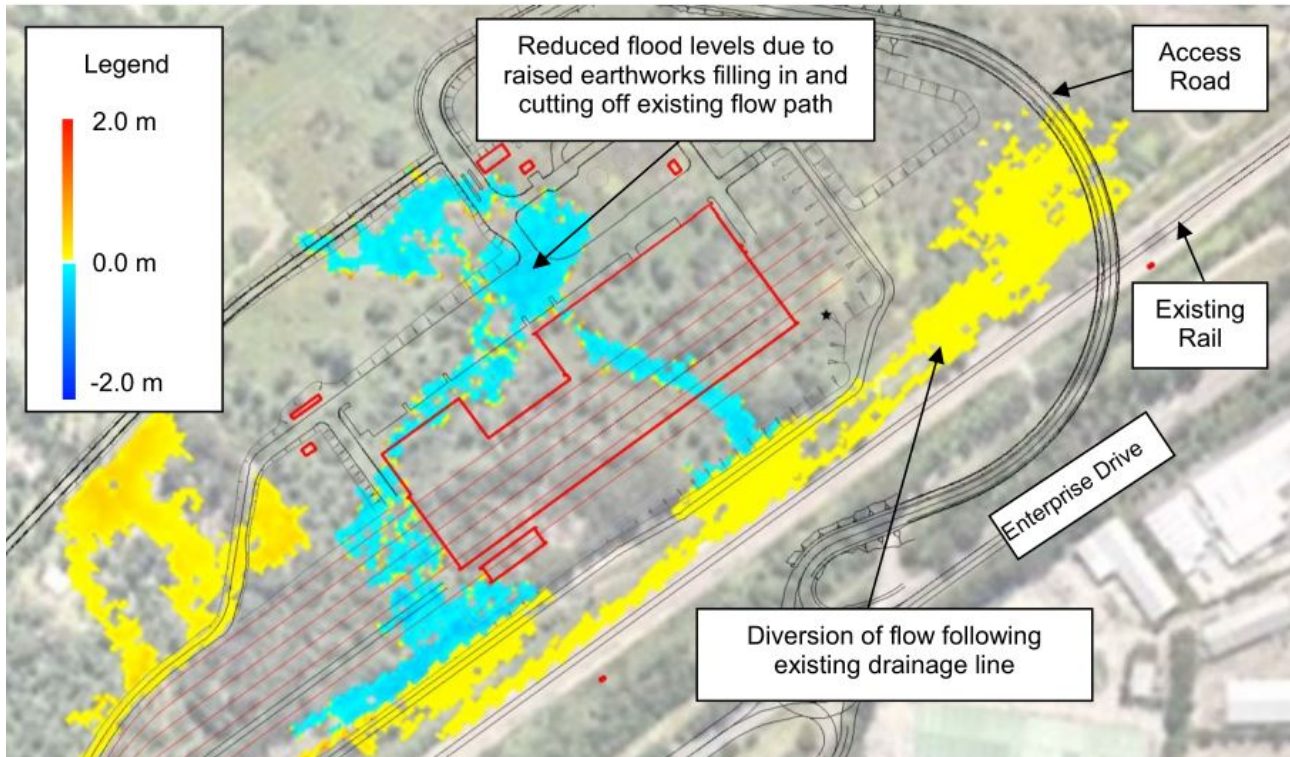 Legend
2.0 m
0.0 m
-2.0 m
Reduced flood levels due to
raised earthworks filling in and
cutting off existing flow path
Access
Road
Existing
Rail
Enterprise Drive
Diversion of flow following
existing drainage line